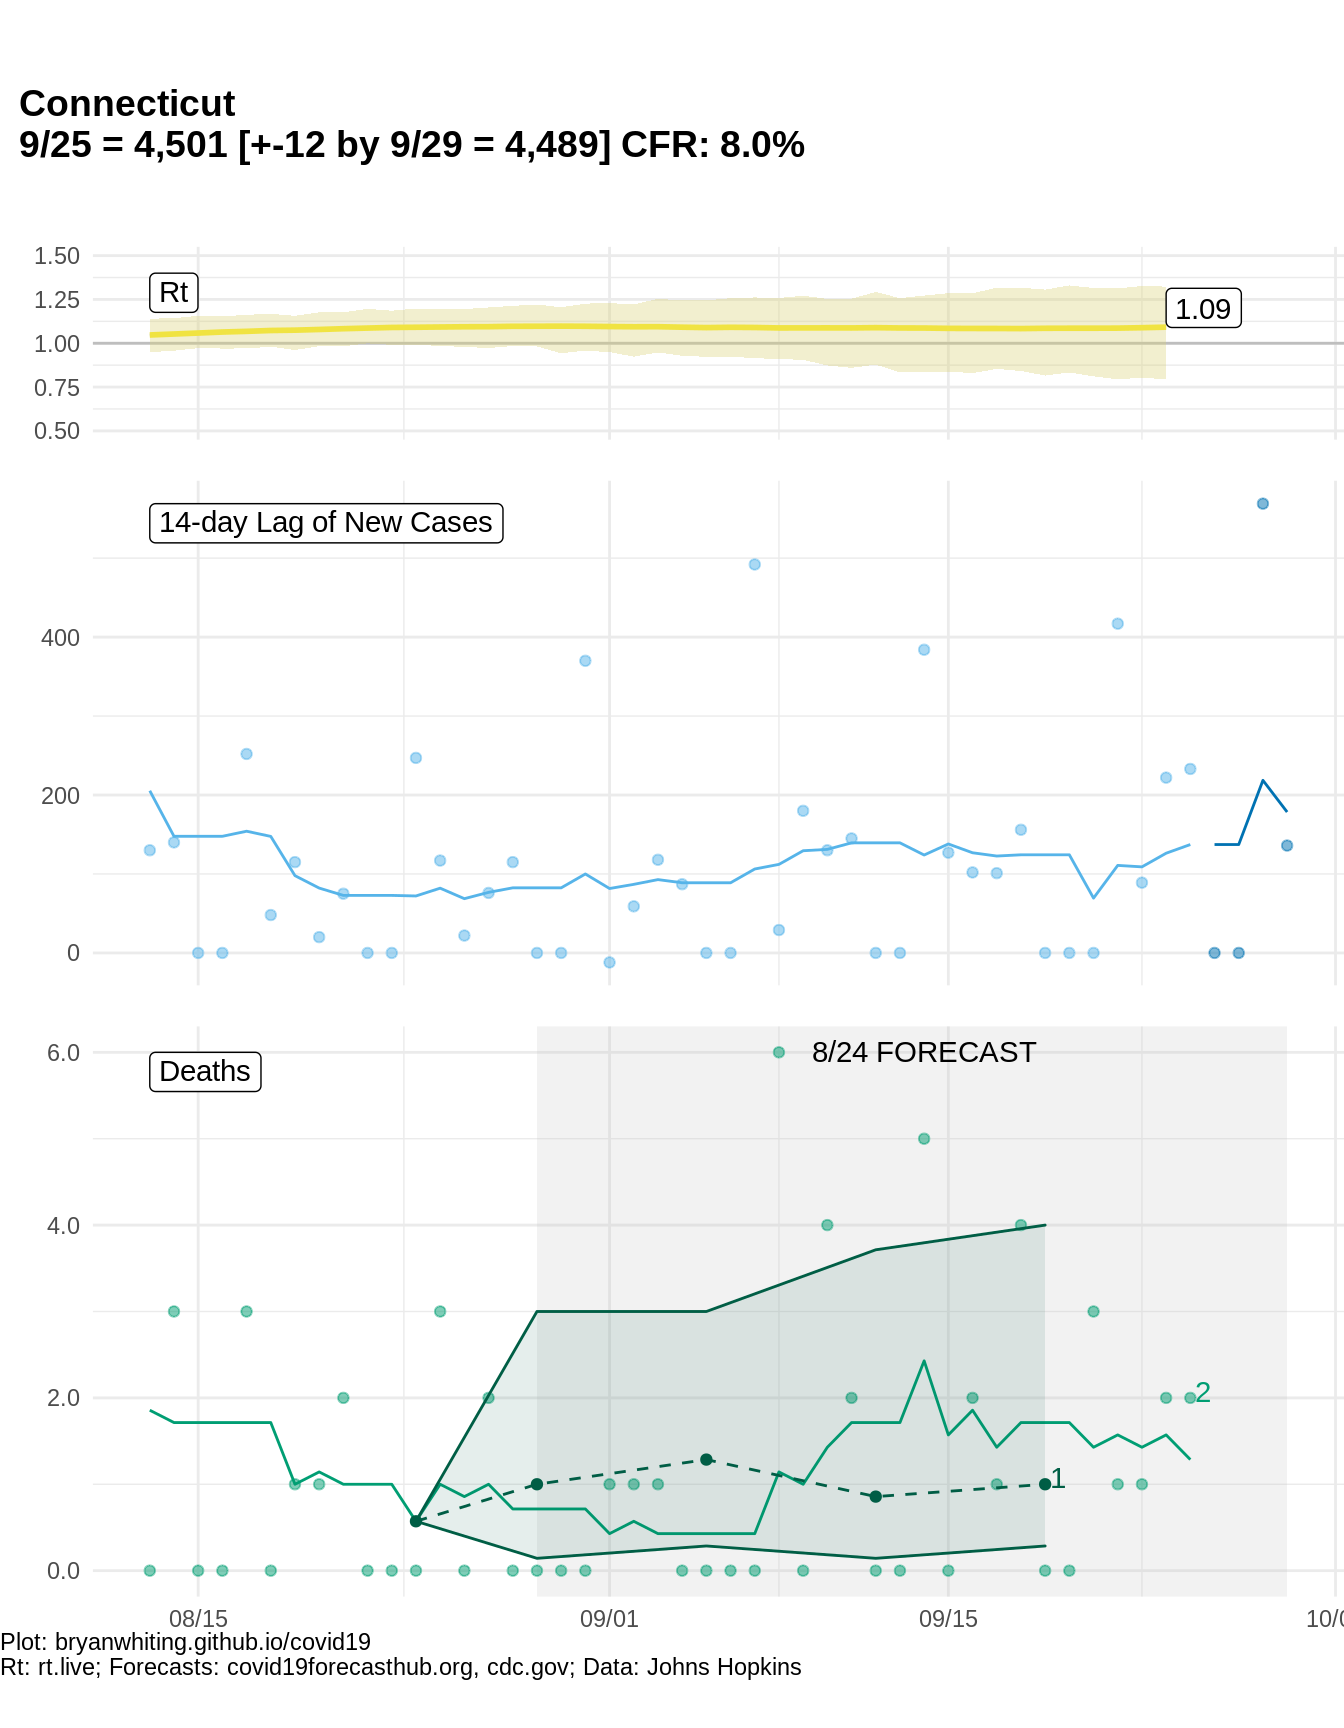 Connecticut
9/25 = 4,501 [+-12 by 9/29 = 4,489] CFR: 8.0%
1.50
Rt
1.25
1.09
1.00
0.75
0.50
14-day Lag of New Cases
400
200
0
6.0
8/24 FORECAST
Deaths
4.0
2.0
2
1
0.0
08/15
09/01
09/15
10/0
Plot: bryanwhiting.github.io/covid19
Rt: rt.live; Forecasts: covid19forecasthub.org, cdc.gov; Data: Johns Hopkins